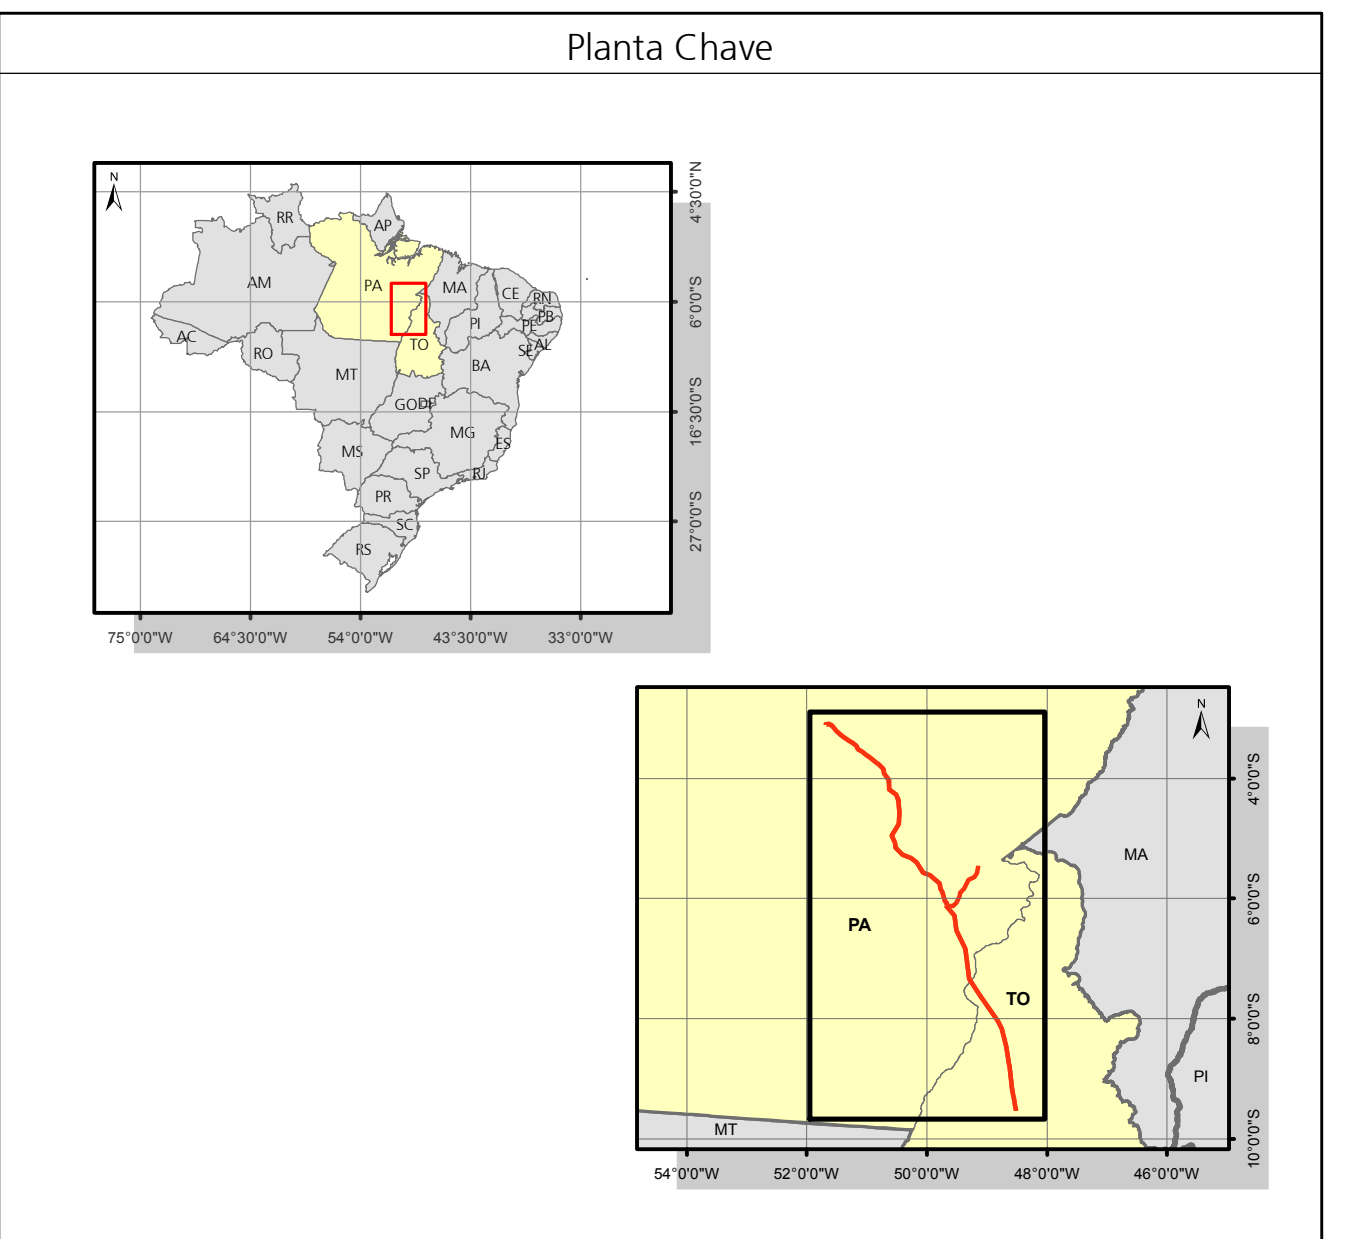 Planta Chave
N
4°30'0"N
RR
AP
AM
PA
MA
CE
RN
6°0'0"S
PB
PI
PE
AC
TO
AL
SE
RO
BA
MT
GO
DF
16°30'0"S
MG
ES
MS
SP
RJ
PR
SC
27°0'0"S
RS
75°0'0"W 64°30'0"W 54°0'0"W 43°30'0"W 33°0'0"W
N
4°0'0"S
MA
6°0'0"S
PA
TO
8°0'0"S
PI
MT
10°0'0"S
54°0'0"W 52°0'0"W 50°0'0"W 48°0'0"W 46°0'0"W